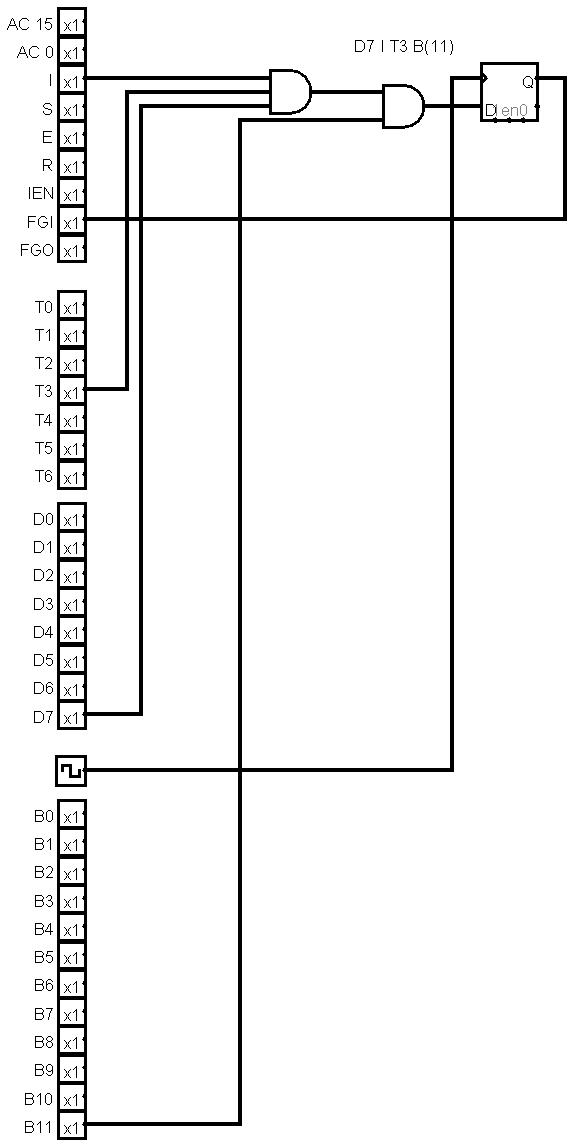 AC 15 x1
AC 0 x1
D7 I T3 B(11)
I x1
Q
S x1
D en0
E x1
R x1
IEN x1
FGI x1
FGO x1
T0 x1
T1 x1
T2 x1
T3 x1
T4 x1
T5 x1
T6 x1
D0 x1
D1 x1
D2 x1
D3 x1
D4 x1
D5 x1
D6 x1
D7 x1
B0 x1
B1 x1
B2 x1
B3 x1
B4 x1
B5 x1
B6 x1
B7 x1
B8 x1
B9 x1
B10 x1
B11 x1